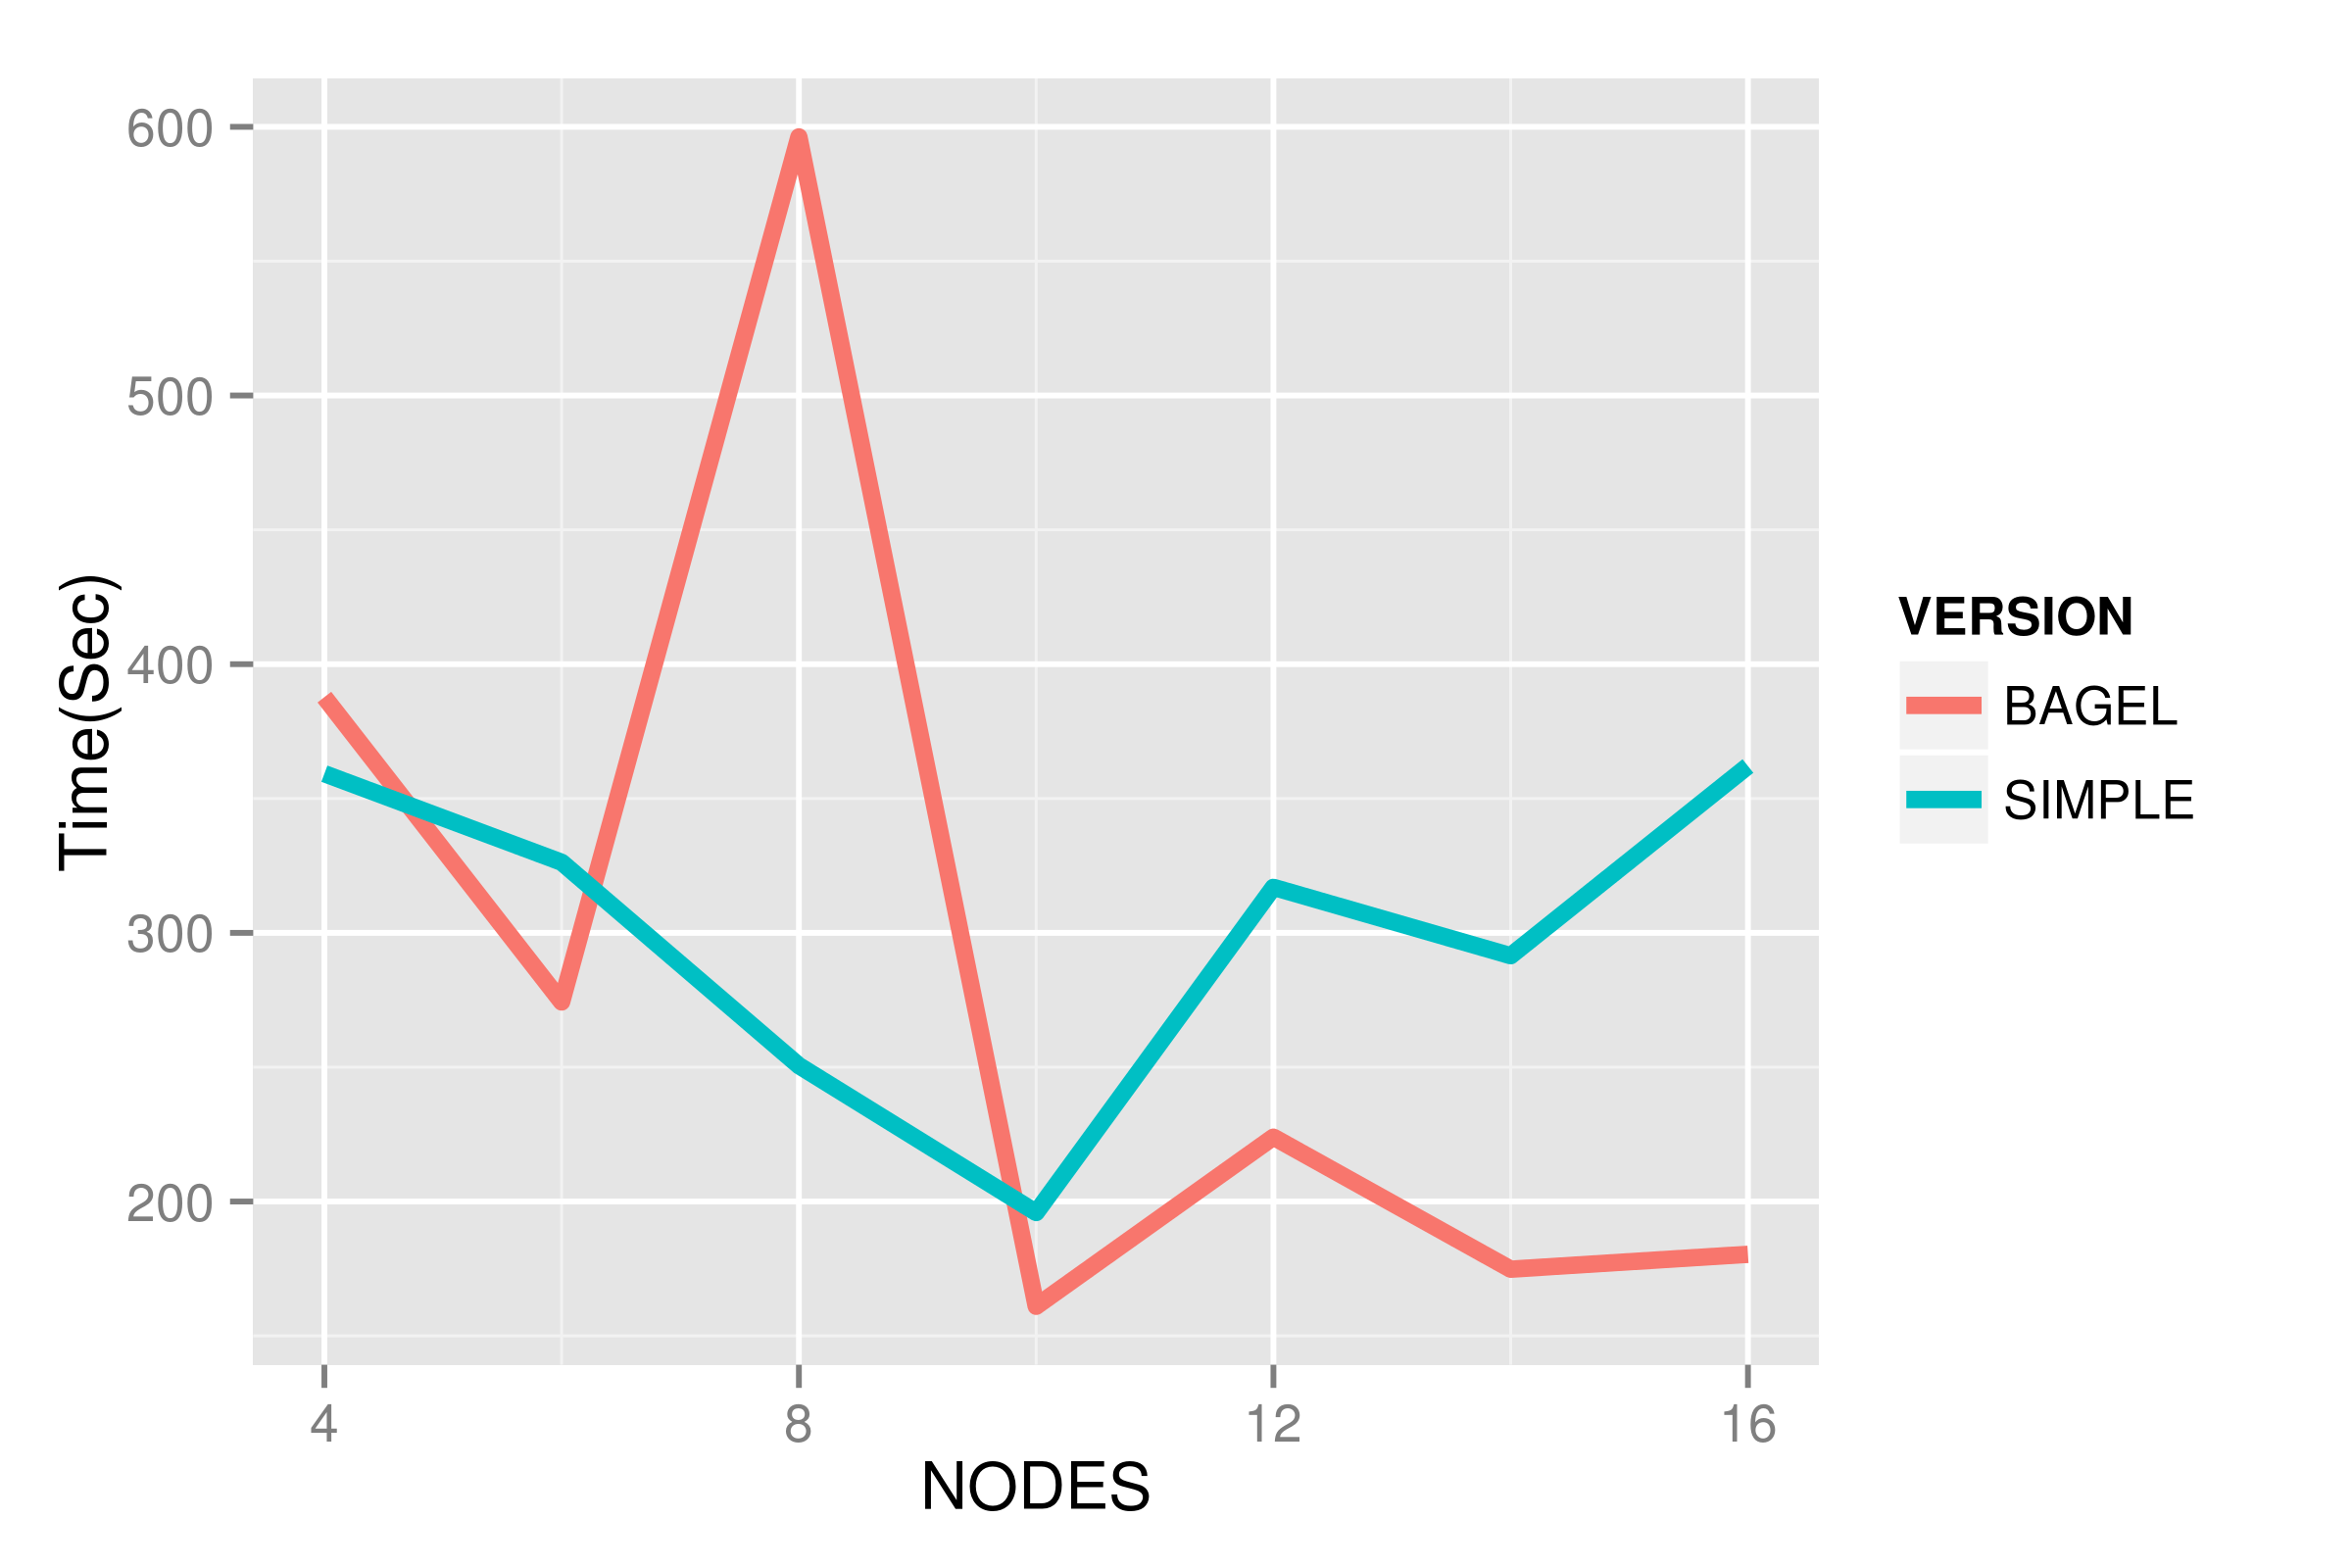 600
500
400
300
200
Time(Sec)
4 8 12 16
NODES
VERSION
BAGEL
SIMPLE